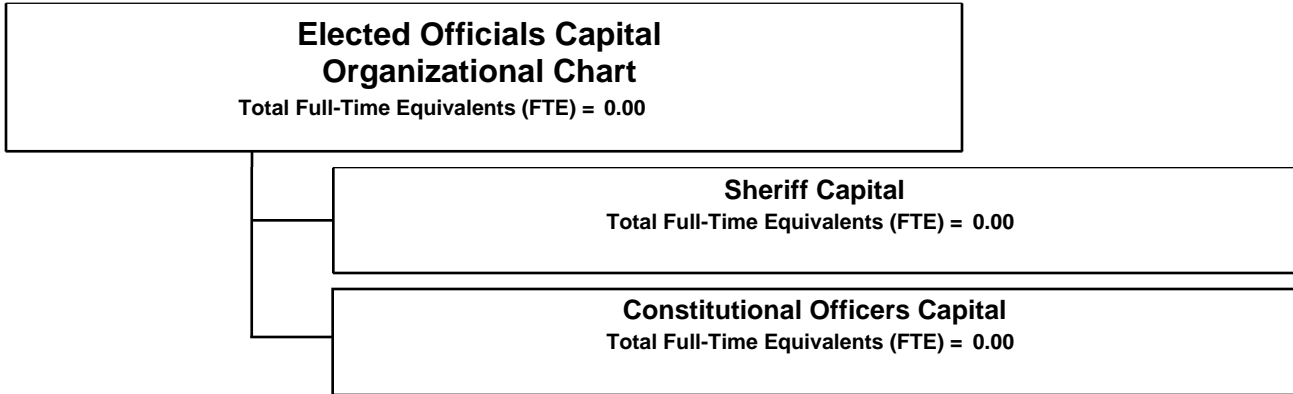 Elected Officials Capital
Organizational Chart
Total Full-Time Equivalents (FTE) = 0.00
Sheriff Capital
Total Full-Time Equivalents (FTE) = 0.00
Constitutional Officers Capital
Total Full-Time Equivalents (FTE) = 0.00